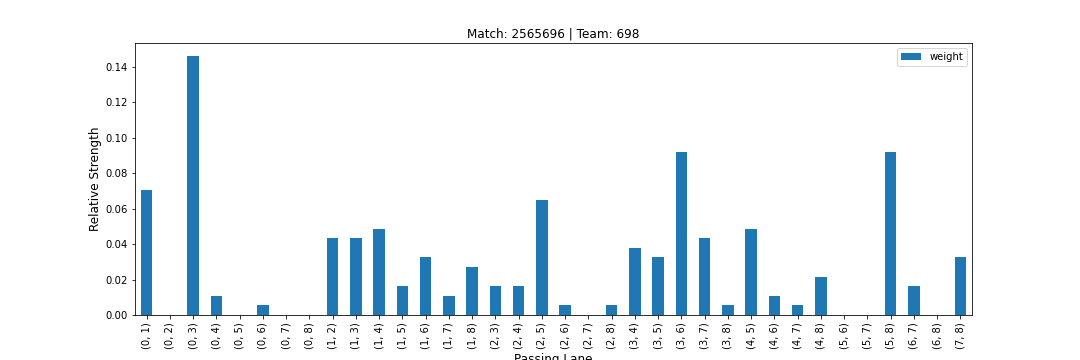 Match: 2565696 | Team: 698
weight
Relative Strength
0.14
0.12
0.10
0.08
0.06
0.04
0.02
0.00
(0, 1) (0, 2) (0, 3) (0, 4) (0, 5) (0, 6) (0, 7) (0, 8) (1, 2) (1, 3) (1, 4) (1, 5) (1, 6) (1, 7) (1, 8) (2, 3) (2, 4) (2, 5) (2, 6) (2, 7) (2, 8) (3, 4) (3, 5) (3, 6) (3, 7) (3, 8) (4, 5) (4, 6) (4, 7) (4, 8) (5, 6) (5, 7) (5, 8) (6, 7) (6, 8) (7, 8)
Passing Lane